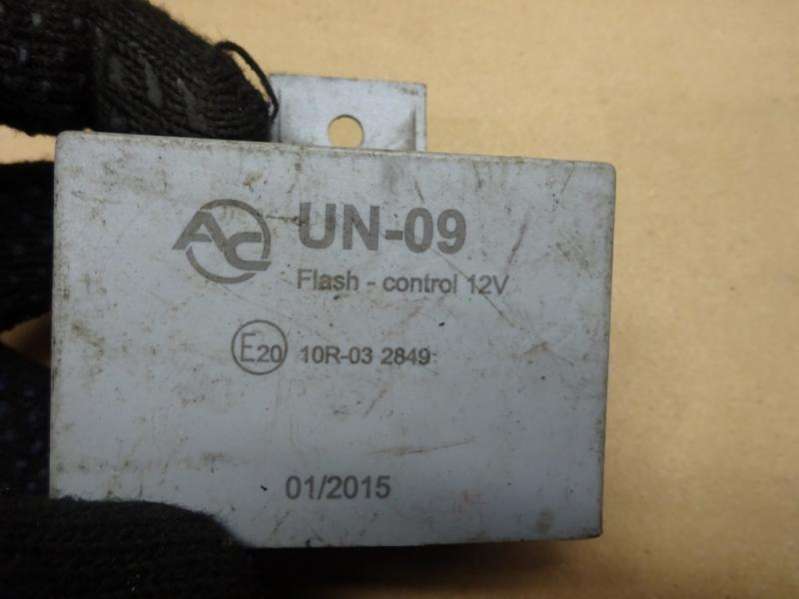 AC UN-09
Flash - control 12V
E20 10R-03 2849
01/2015